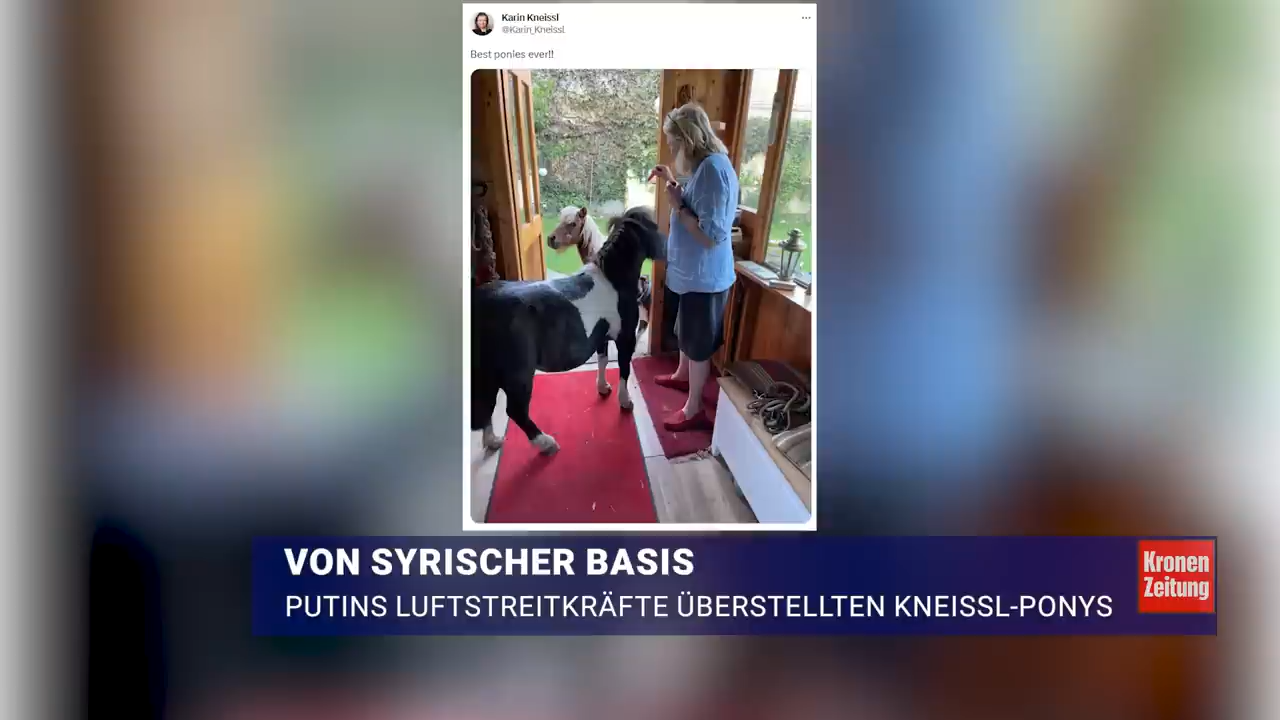 Karin Kneissl
@Karin_Kneissl
Best ponies ever!!
VON SYRISCHER BASIS
PUTINS LUFTSTREITKRÄFTE ÜBERSTELLTEN KNEISSL-PONYS
Kronen
Zeitung